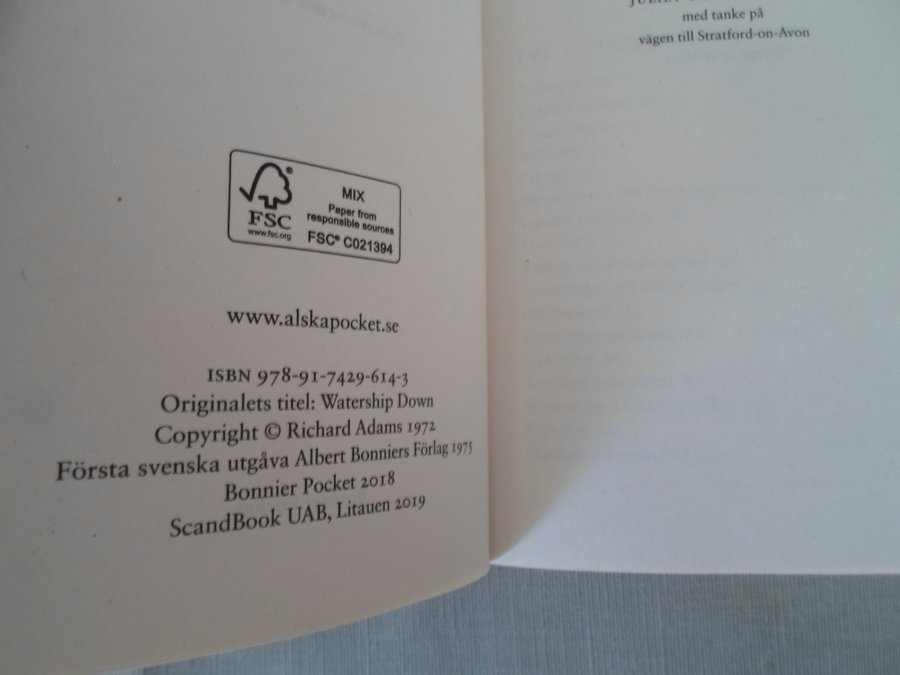 MIX
Paper from
responsible sources
FSC® C021394
®
FSC
www.fsc.org
www.alskapocket.se
ISBN 978-91-7429-614-3
Originalets titel: Watership Down
Copyright © Richard Adams 1972
Första svenska utgåva Albert Bonniers Förlag 1975
Bonnier Pocket 2018
ScandBook UAB, Litauen 2019
med tanke på
vägen till Stratford-on-Avon